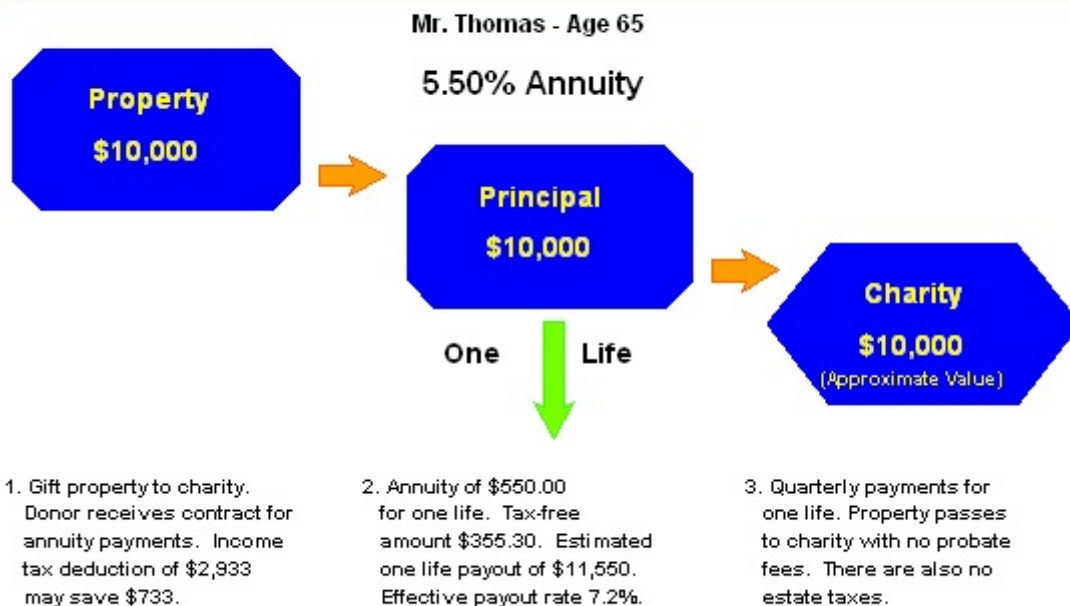 Mr. Thomas - Age 65
5.50% Annuity
Property
$10,000
Principal
$10,000
Charity
$10,000
(Approximate Value)
One Life
1. Gift property to charity.
Donor receives contract for
annuity payments. Income
tax deduction of $2,933
may save $733.
2. Annuity of $550.00
for one life. Tax-free
amount $355.30. Estimated
one life payout of $11,550.
Effective payout rate 7.2%.
3. Quarterly payments for
one life. Property passes
to charity with no probate
fees. There are also no
estate taxes.